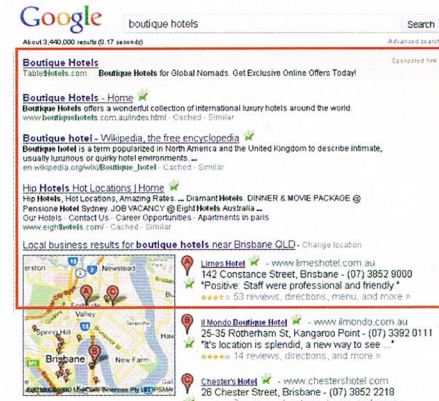 Google
boutique hotels
Search
About 3,440,000 results (0.17 seconds)
Advanced search
Boutique Hotels
Sponsored link
TabletHotels.com Boutique Hotels for Global Nomads. Get Exclusive Online Offers Today!
Boutique Hotels - Home
Boutique Hotels offers a wonderful collection of international luxury hotels around the world.
www.boutiquehotels.com.au/index.html - Cached - Similar
Boutique hotel - Wikipedia, the free encyclopedia
Boutique hotel is a term popularized in North America and the United Kingdom to describe intimate,
usually luxurious or quirky hotel environments. ...
en.wikipedia.org/wiki/Boutique_hotel - Cached - Similar
Hip Hotels Hot Locations | Home
Hip Hotels, Hot Locations, Amazing Rates. ... Diamant Hotels. DINNER & MOVIE PACKAGE @
Pensione Hotel Sydney. JOB VACANCY @ Eight Hotels Australia ...
Our Hotels - Contact Us - Career Opportunities - Apartments in paris
www.eighthotels.com/ - Cached - Similar
Local business results for boutique hotels near Brisbane QLD - Change location
A
Limes Hotel - www.limeshotel.com.au
142 Constance Street, Brisbane - (07) 3852 9000
"Positive: Staff were professional and friendly "
53 reviews, directions, menu, and more »
B
Il Mondo Boutique Hotel - www.ilmondo.com.au
25-35 Rotherham St, Kangaroo Point - (07) 3392 0111
"It's location is splendid, a new way to see ..."
14 reviews, directions, and more »
Chester's Hotel - www.chestershotel.com
26 Chester Street, Brisbane - (07) 3852 2218
erston
Newstead
A
C
Fortitude
Valley
Spring Hill
B
Brisbane
New Farm